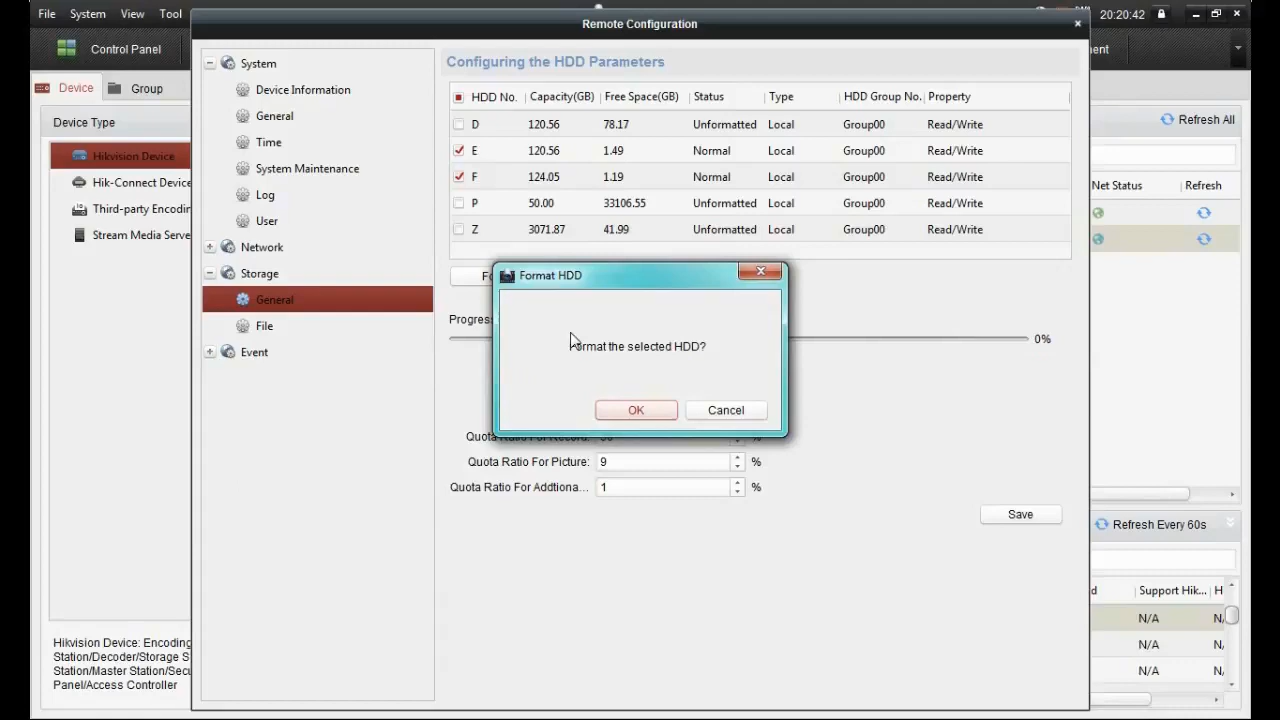 File System View Tool
Remote Configuration
20:20:42
Control Panel
Device Group
Device Type
Hikvision Device
Hik-Connect Device
Third-party Encodin
Stream Media Serve
Hikvision Device: Encoding
Station/Decoder/Storage S
Station/Master Station/Secu
Panel/Access Controller
System
Device Information
General
Time
System Maintenance
Log
User
Network
Storage
General
File
Event
Configuring the HDD Parameters
HDD No. Capacity(GB) Free Space(GB) Status Type HDD Group No. Property
D 120.56 78.17 Unformatted Local Group00 Read/Write
E 120.56 1.49 Normal Local Group00 Read/Write
F 124.05 1.19 Normal Local Group00 Read/Write
P 50.00 33106.55 Unformatted Local Group00 Read/Write
Z 3071.87 41.99 Unformatted Local Group00 Read/Write
Format HDD
Progres
0%
ormat the selected HDD?
OK Cancel
Quota Ratio For Record: %
Quota Ratio For Picture: 9 %
Quota Ratio For Addtiona... 1 %
Save
ment
Refresh All
Net Status Refresh
Refresh Every 60s
d Support Hik... H
N/A N/
N/A N/
N/A N/